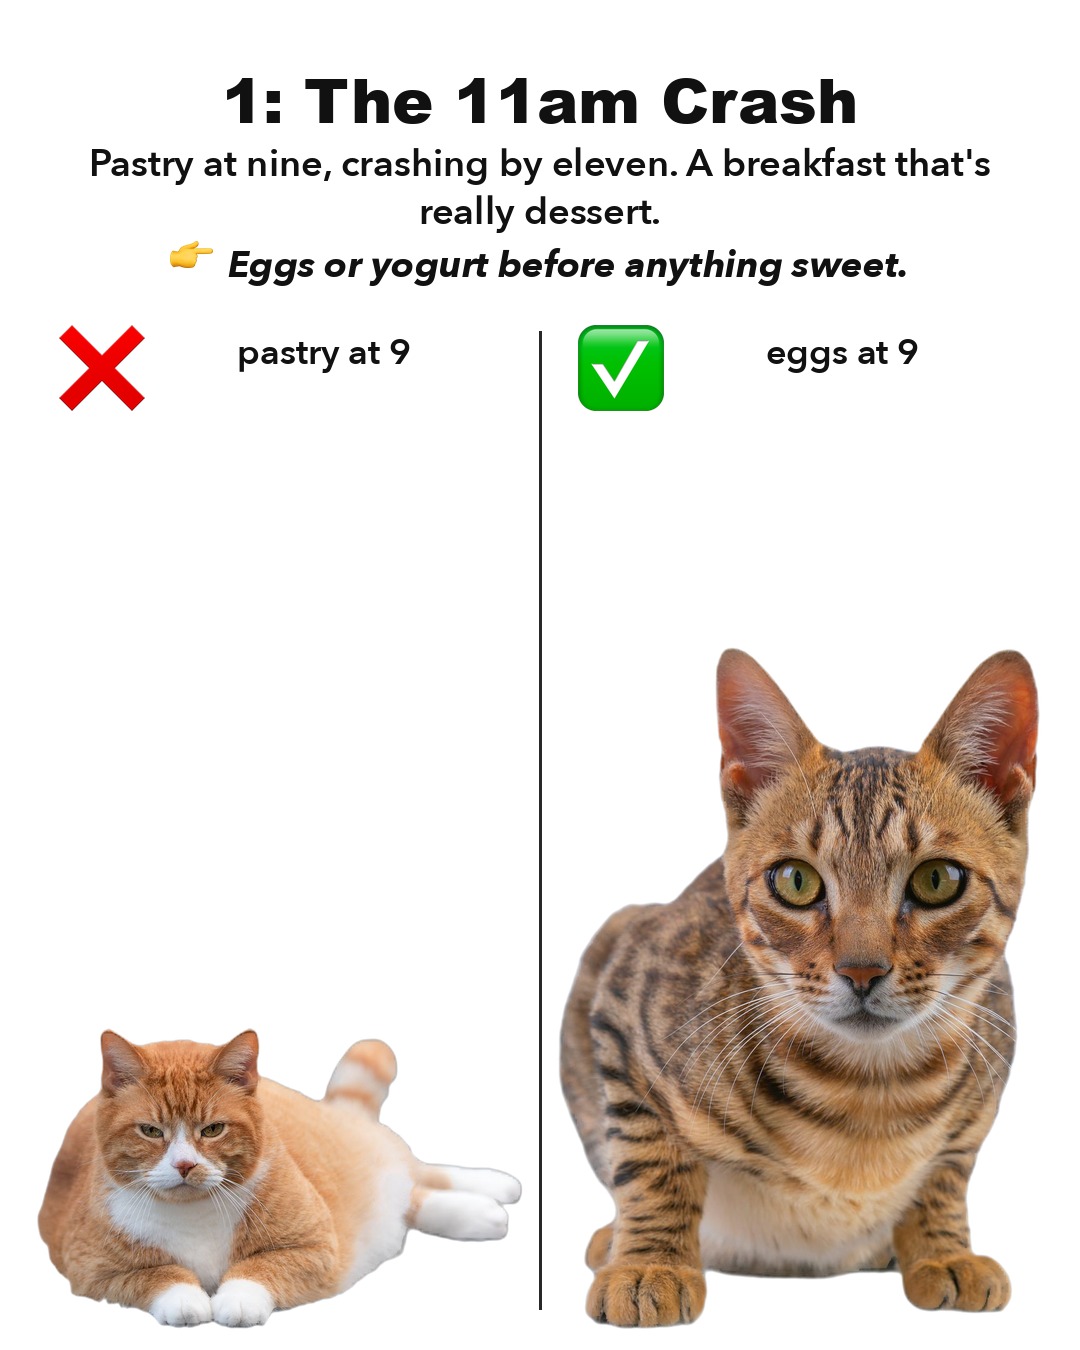 1: The 11am Crash
Pastry at nine, crashing by eleven. A breakfast that's
really dessert.
👉 Eggs or yogurt before anything sweet.
❌ pastry at 9
✅ eggs at 9